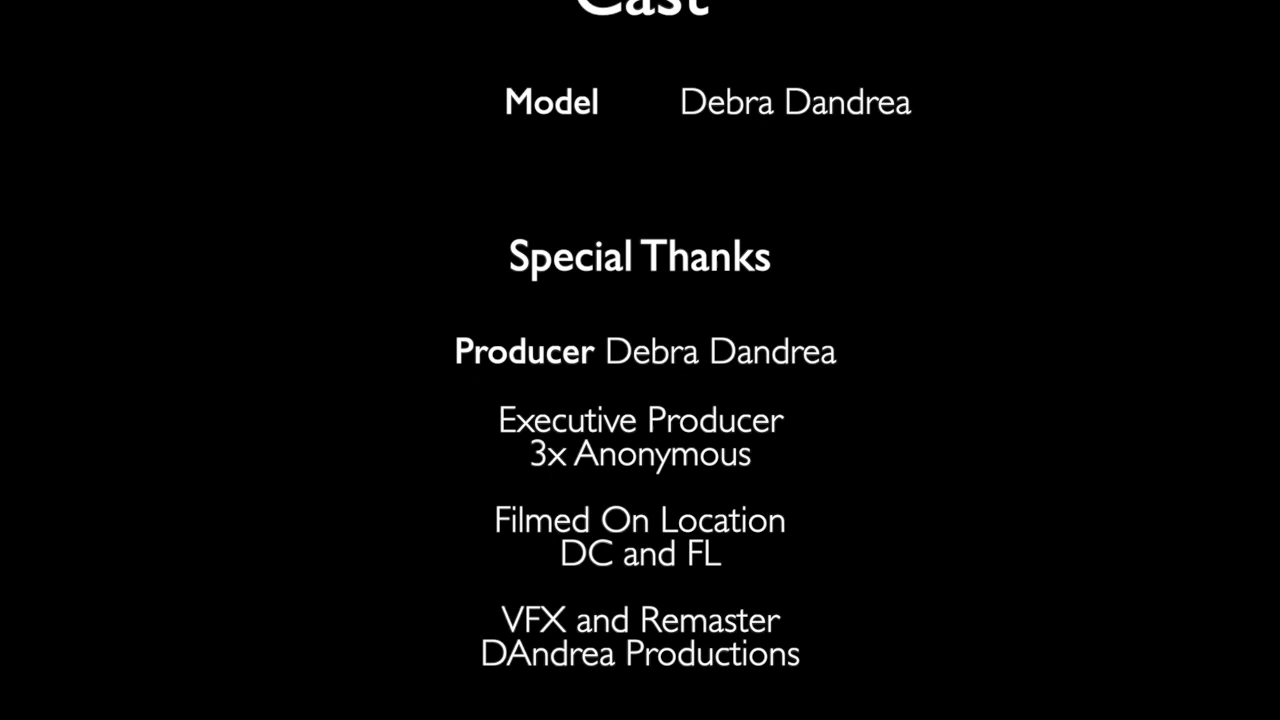 Cast
Model Debra Dandrea
Special Thanks
Producer Debra Dandrea
Executive Producer
3x Anonymous
Filmed On Location
DC and FL
VFX and Remaster
DAndrea Productions